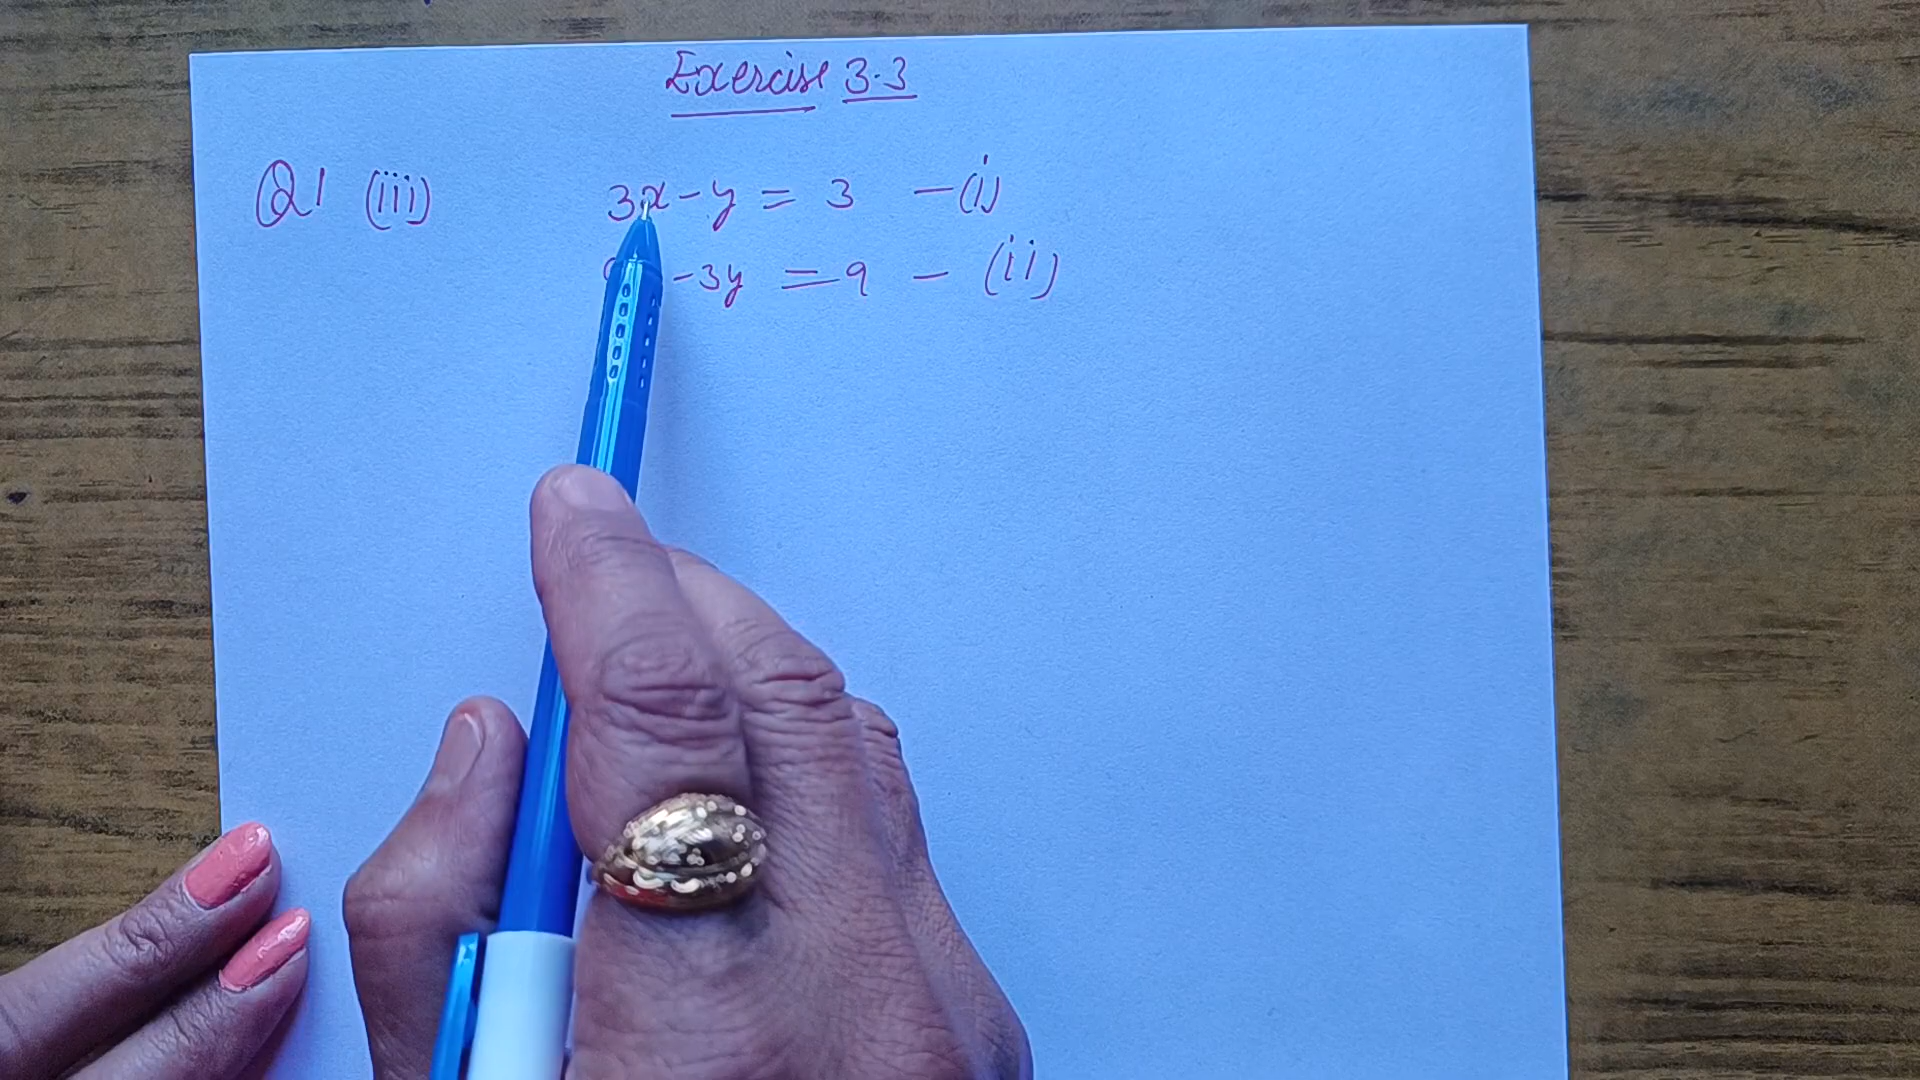 Exercise 3.3
Q1 (iii) 3x - y = 3 - (i)
- 3y = 9 - (ii)